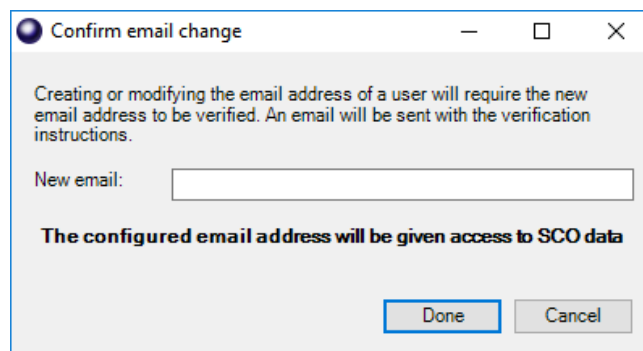 Confirm email change
Creating or modifying the email address of a user will require the new
email address to be verified. An email will be sent with the verification
instructions.
New email:
The configured email address will be given access to SCO data
Done Cancel